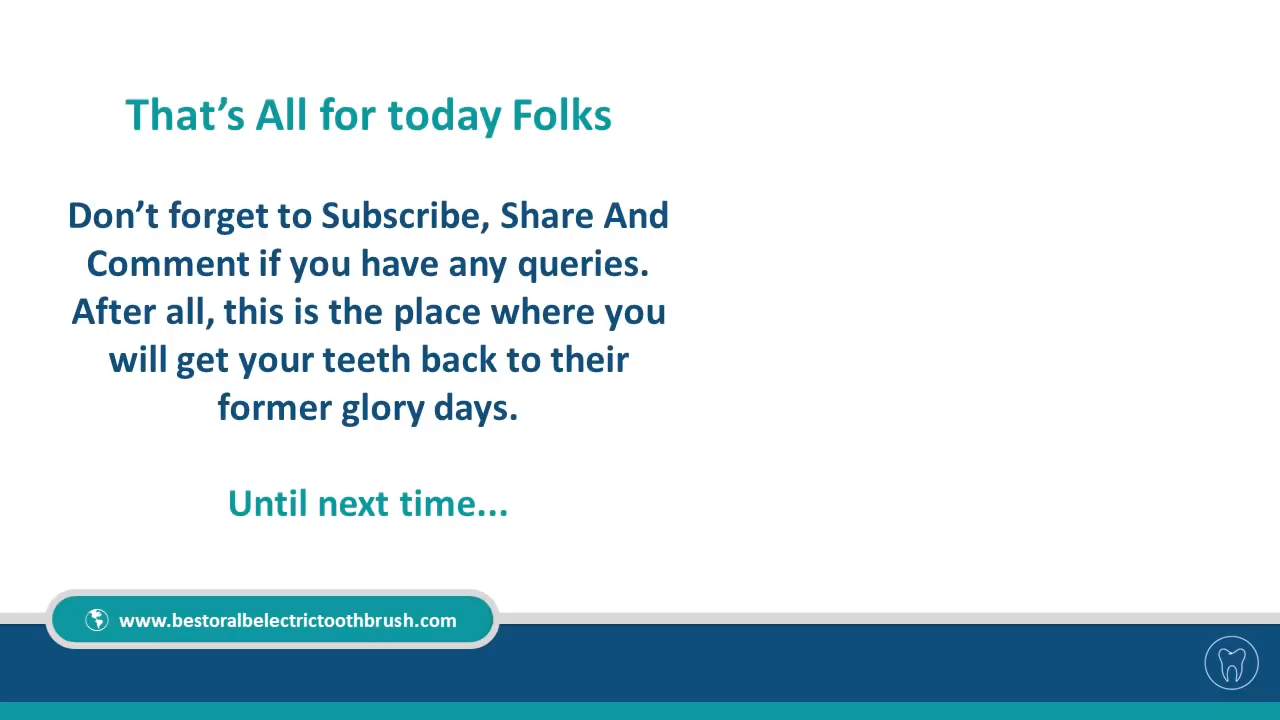 That’s All for today Folks
Don’t forget to Subscribe, Share And
Comment if you have any queries.
After all, this is the place where you
will get your teeth back to their
former glory days.
Until next time...
www.bestoralbelectrictoothbrush.com